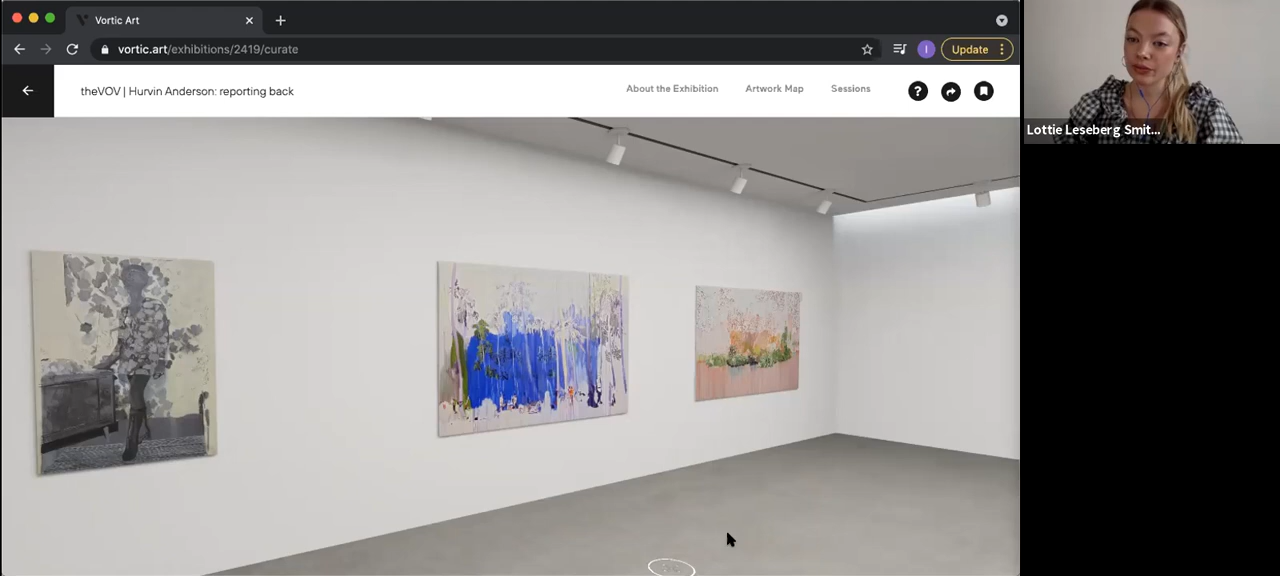 Vortic Art
vortic.art/exhibitions/2419/curate
Update
theVOV | Hurvin Anderson: reporting back
About the Exhibition
Artwork Map
Sessions
?
I
Lottie Leseberg Smit...